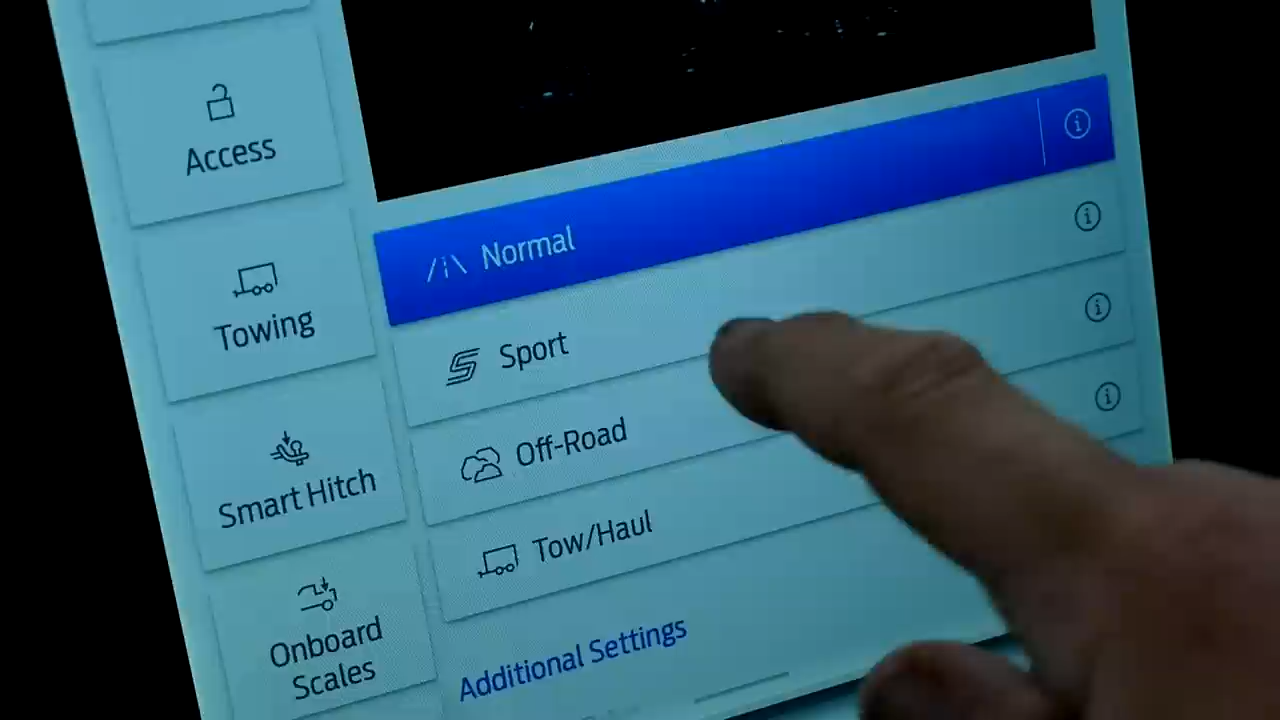 Access
Towing
Smart Hitch
Onboard
Scales
Normal
Sport
Off-Road
Tow/Haul
Additional Settings